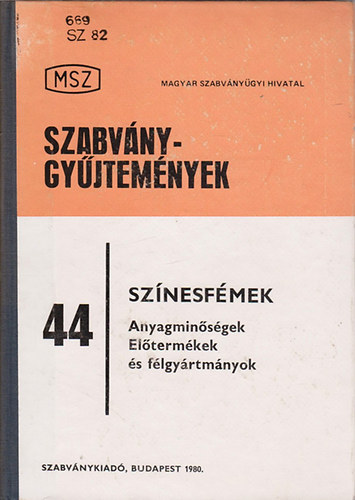 669
SZ 82
MSZ
MAGYAR SZABVÁNYÜGYI HIVATAL
SZABVÁNY-
GYŰJTEMÉNYEK
44
SZÍNESFÉMEK
Anyagminőségek
Előtermékek
és félgyártmányok
SZABVÁNYKIADÓ, BUDAPEST 1980.